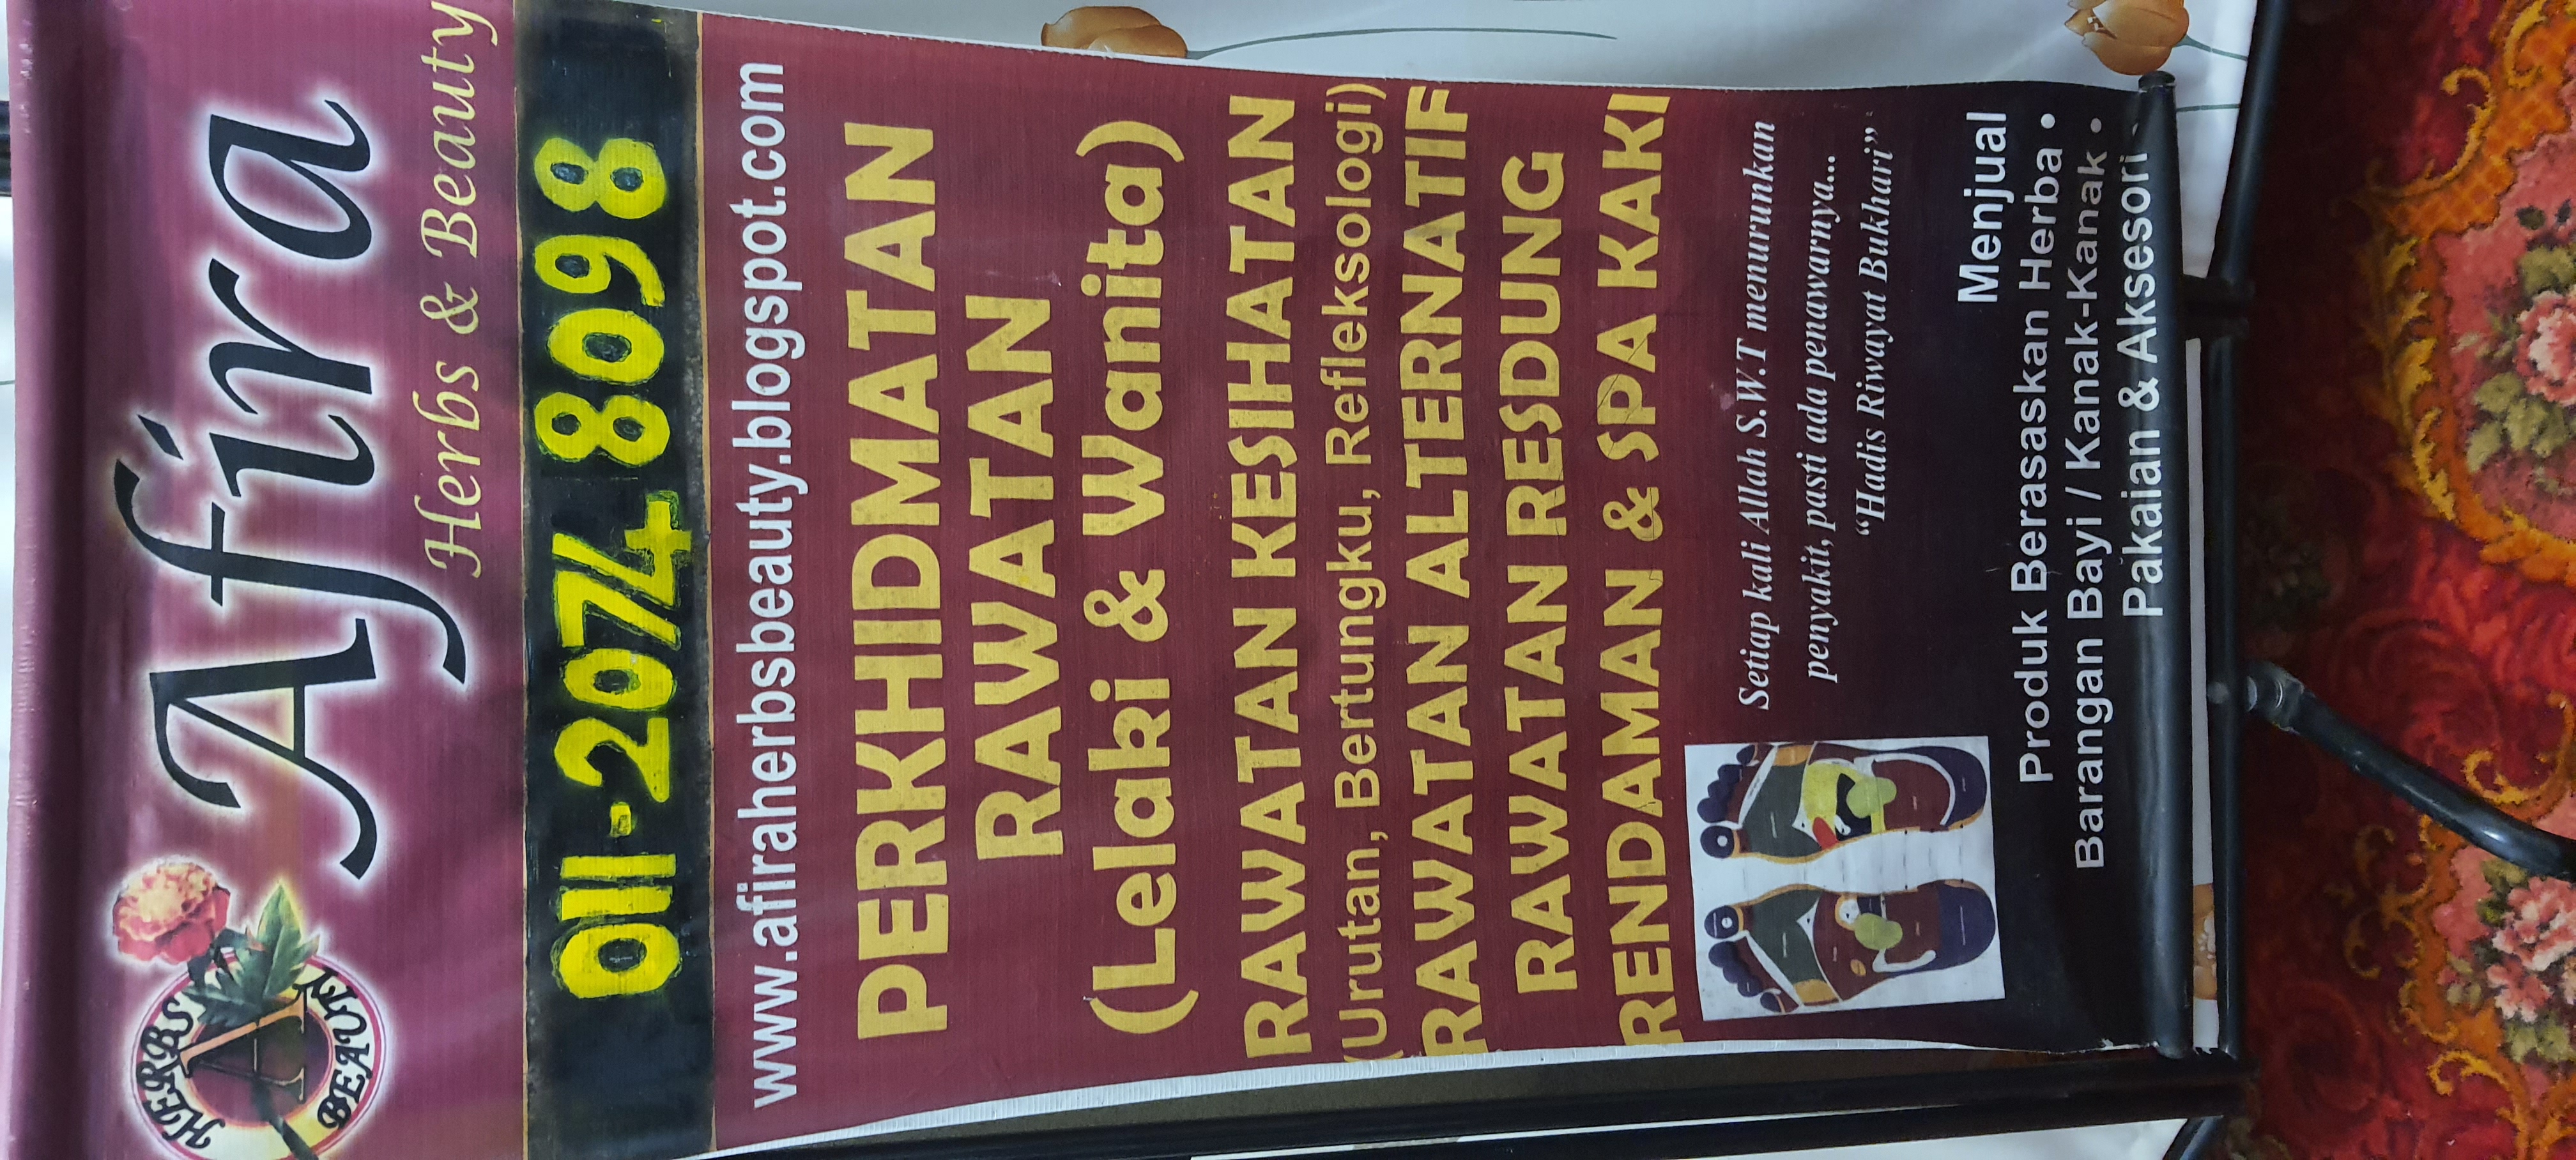 HERBS
A
BEAUTY
Afira
Herbs & Beauty
011-2074 8098
www.afiraherbsbeauty.blogspot.com
PERKHIDMATAN
RAWATAN
(Lelaki & Wanita)
RAWATAN KESIHATAN
(Urutan, Bertungku, Refleksologi)
RAWATAN ALTERNATIF
RAWATAN RESDUNG
RENDAMAN & SPA KAKI
Setiap kali Allah S.W.T menurunkan
penyakit, pasti ada penawarnya...
“Hadis Riwayat Bukhari”
Menjual
Produk Berasaskan Herba •
Barangan Bayi / Kanak-Kanak •
Pakaian & Aksesori •